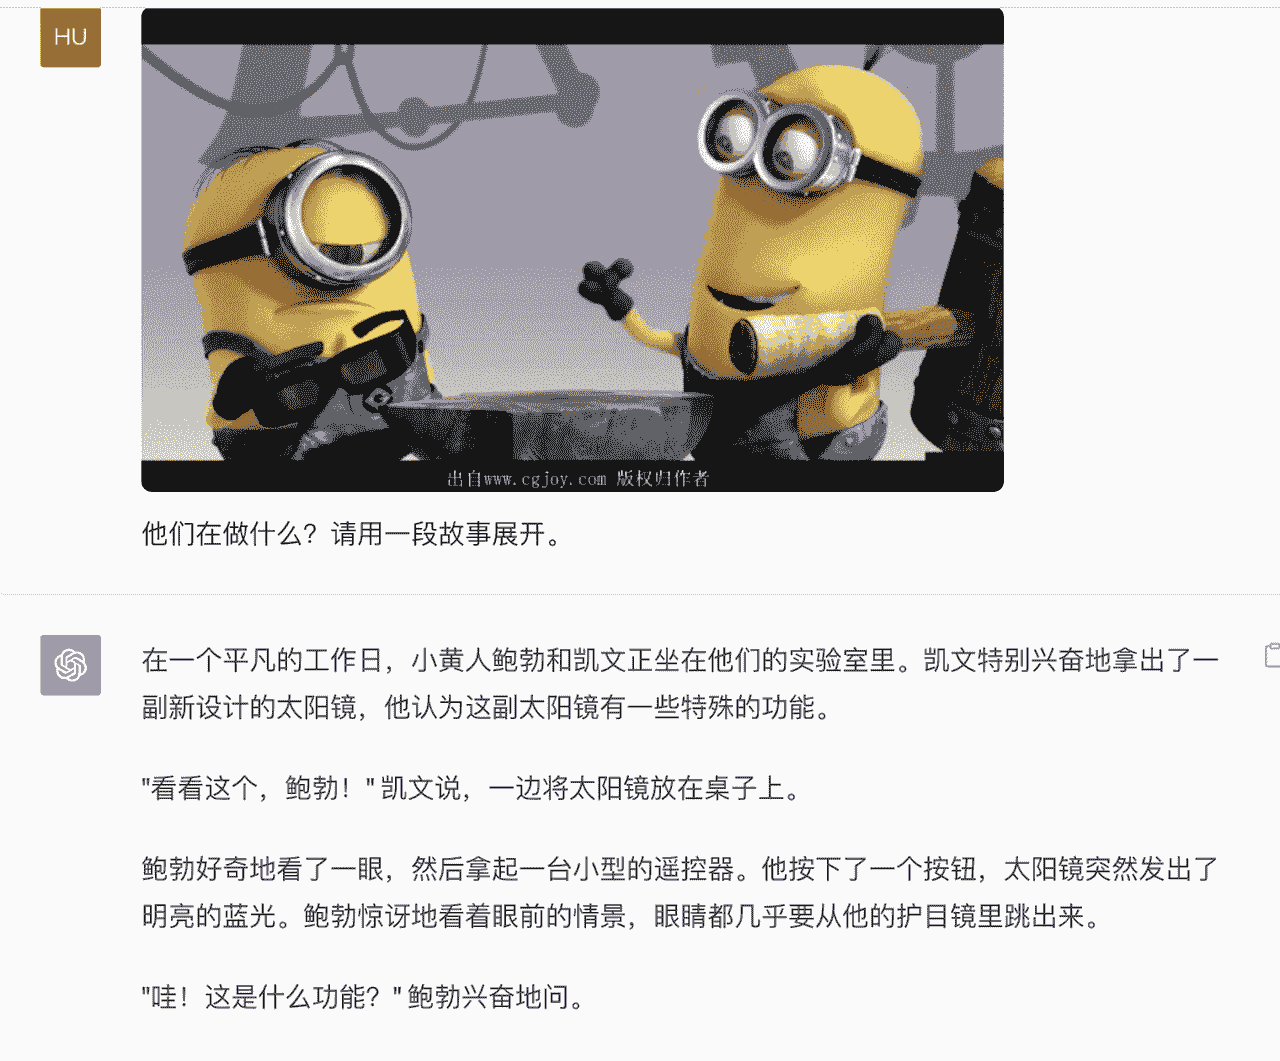 HU
出自www.cgjoy.com 版权归作者
他们在做什么？请用一段故事展开。
在一个平凡的工作日，小黄人鲍勃和凯文正坐在他们的实验室里。凯文特别兴奋地拿出了一
副新设计的太阳镜，他认为这副太阳镜有一些特殊的功能。
"看看这个，鲍勃！" 凯文说，一边将太阳镜放在桌子上。
鲍勃好奇地看了一眼，然后拿起一台小型的遥控器。他按下了一个按钮，太阳镜突然发出了
明亮的蓝光。鲍勃惊讶地看着眼前的情景，眼睛都几乎要从他的护目镜里跳出来。
"哇！这是什么功能？" 鲍勃兴奋地问。